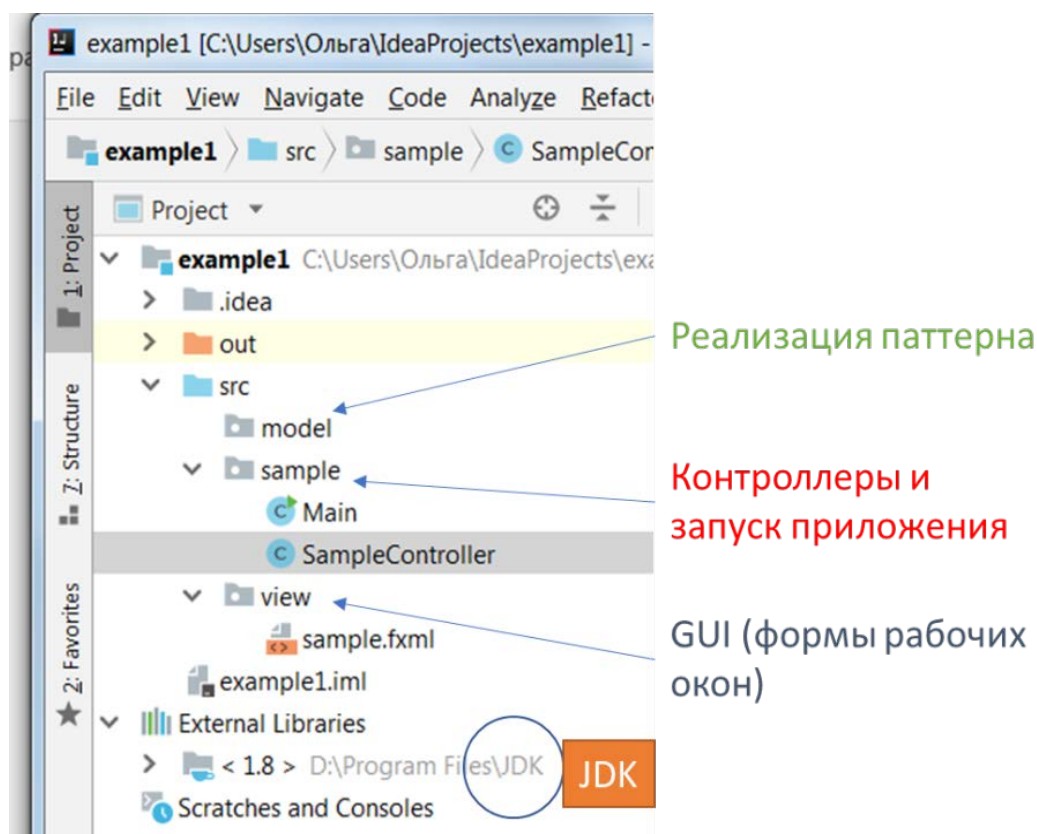 ра
example1 [C:\Users\Ольга\IdeaProjects\example1] -
File Edit View Navigate Code Analyze Refact
example1 src sample SampleCor
1: Project
Project
example1 C:\Users\Ольга\IdeaProjects\exa
.idea
out
src
model
sample
Main
SampleController
view
sample.fxml
example1.iml
External Libraries
< 1.8 > D:\Program Files\JDK
Scratches and Consoles
7: Structure
2: Favorites
Реализация паттерна
Контроллеры и
запуск приложения
GUI (формы рабочих
окон)
JDK